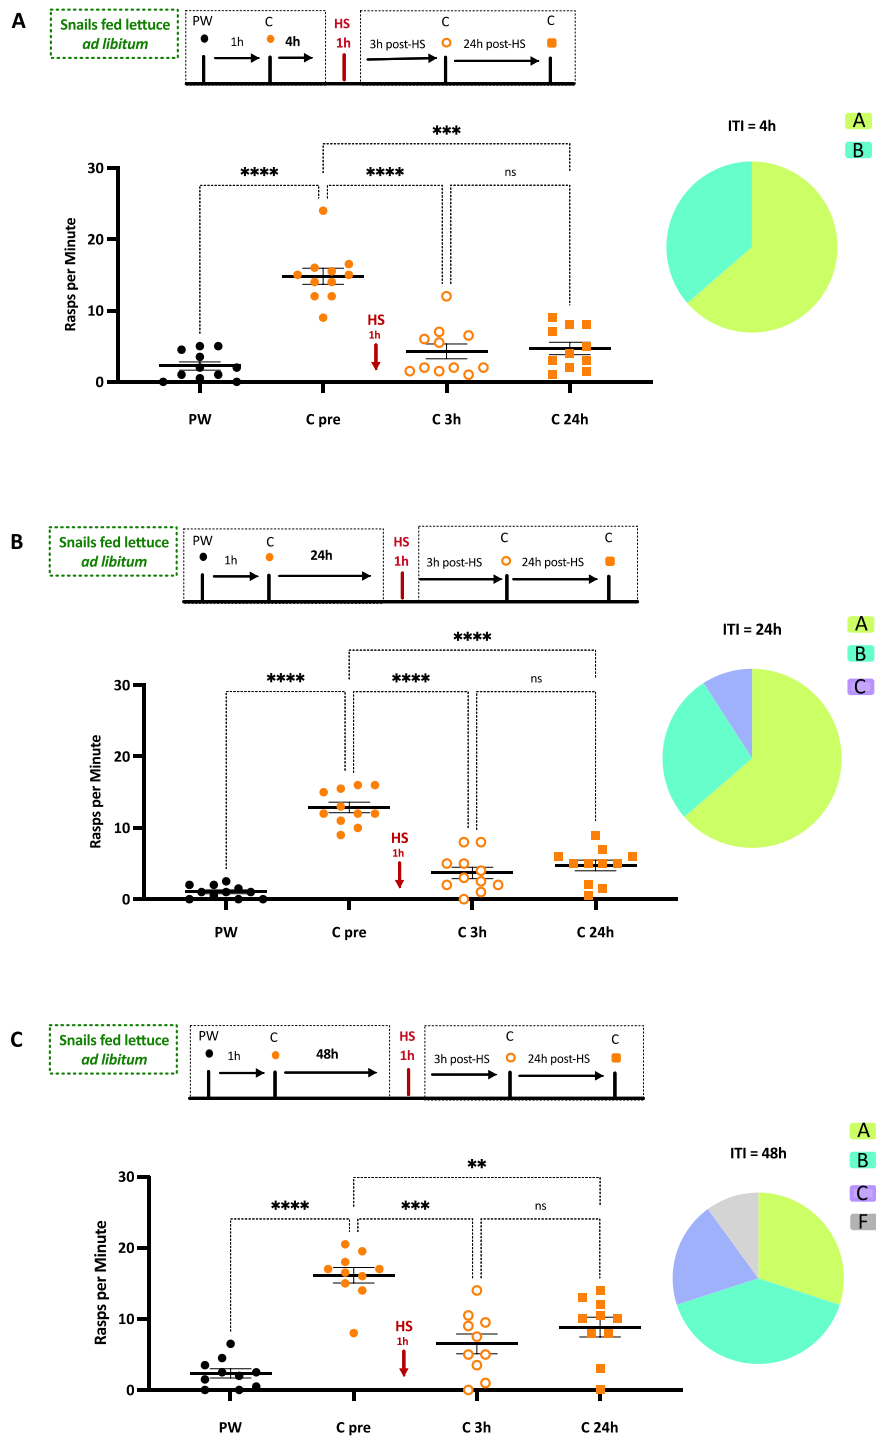 A
Snails fed lettuce
ad libitum
PW
C
HS
C
C
1h
4h
1h
3h post-HS
24h post-HS
ITI = 4h
A
B
***
****
****
ns
30
20
10
0
Rasps per Minute
HS
1h
PW
C pre
C 3h
C 24h
B
Snails fed lettuce
ad libitum
PW
C
HS
C
C
1h
24h
1h
3h post-HS
24h post-HS
ITI = 24h
A
B
C
****
****
****
ns
30
20
10
0
Rasps per Minute
HS
1h
PW
C pre
C 3h
C 24h
C
Snails fed lettuce
ad libitum
PW
C
HS
C
C
1h
48h
1h
3h post-HS
24h post-HS
ITI = 48h
A
B
C
F
**
****
***
ns
30
20
10
0
Rasps per Minute
HS
1h
PW
C pre
C 3h
C 24h